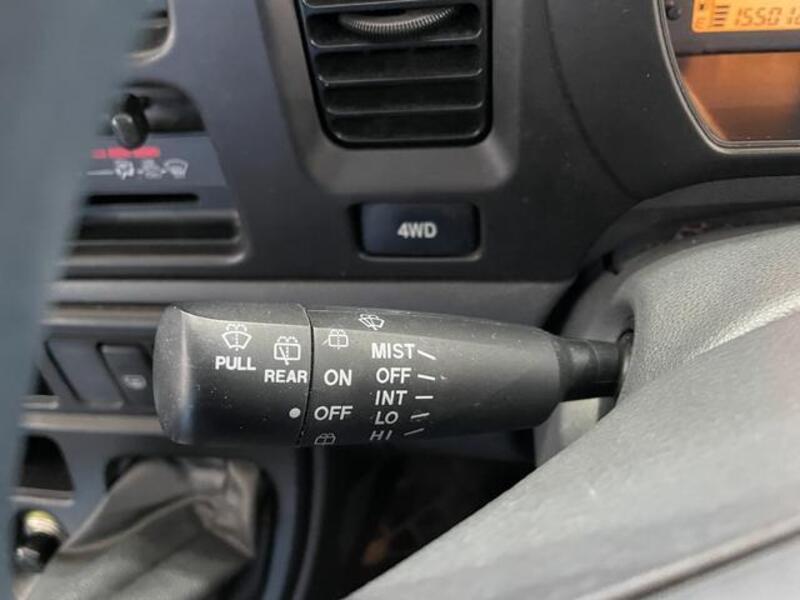 E
4WD
PULL
REAR
ON
OFF
MIST
OFF
INT
LO
HI